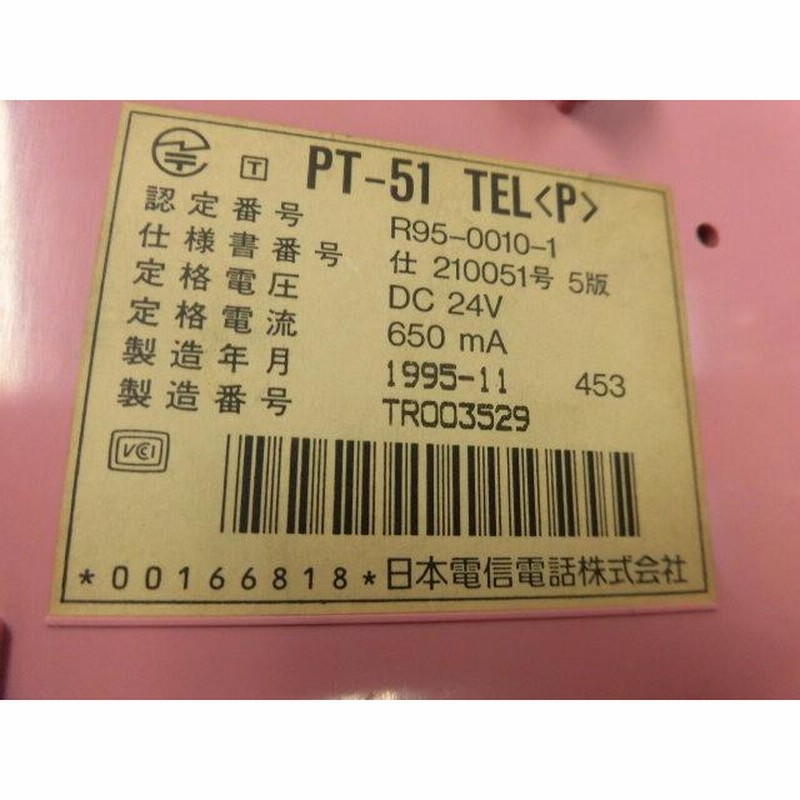 T PT-51 TEL<P>
認定番号 R95-0010-1
仕様書番号 仕 210051号 5版
定格電圧 DC 24V
定格電流 650 mA
製造年月 1995-11 453
製造番号 TR003529
VCCI
*00166818*日本電信電話株式会社